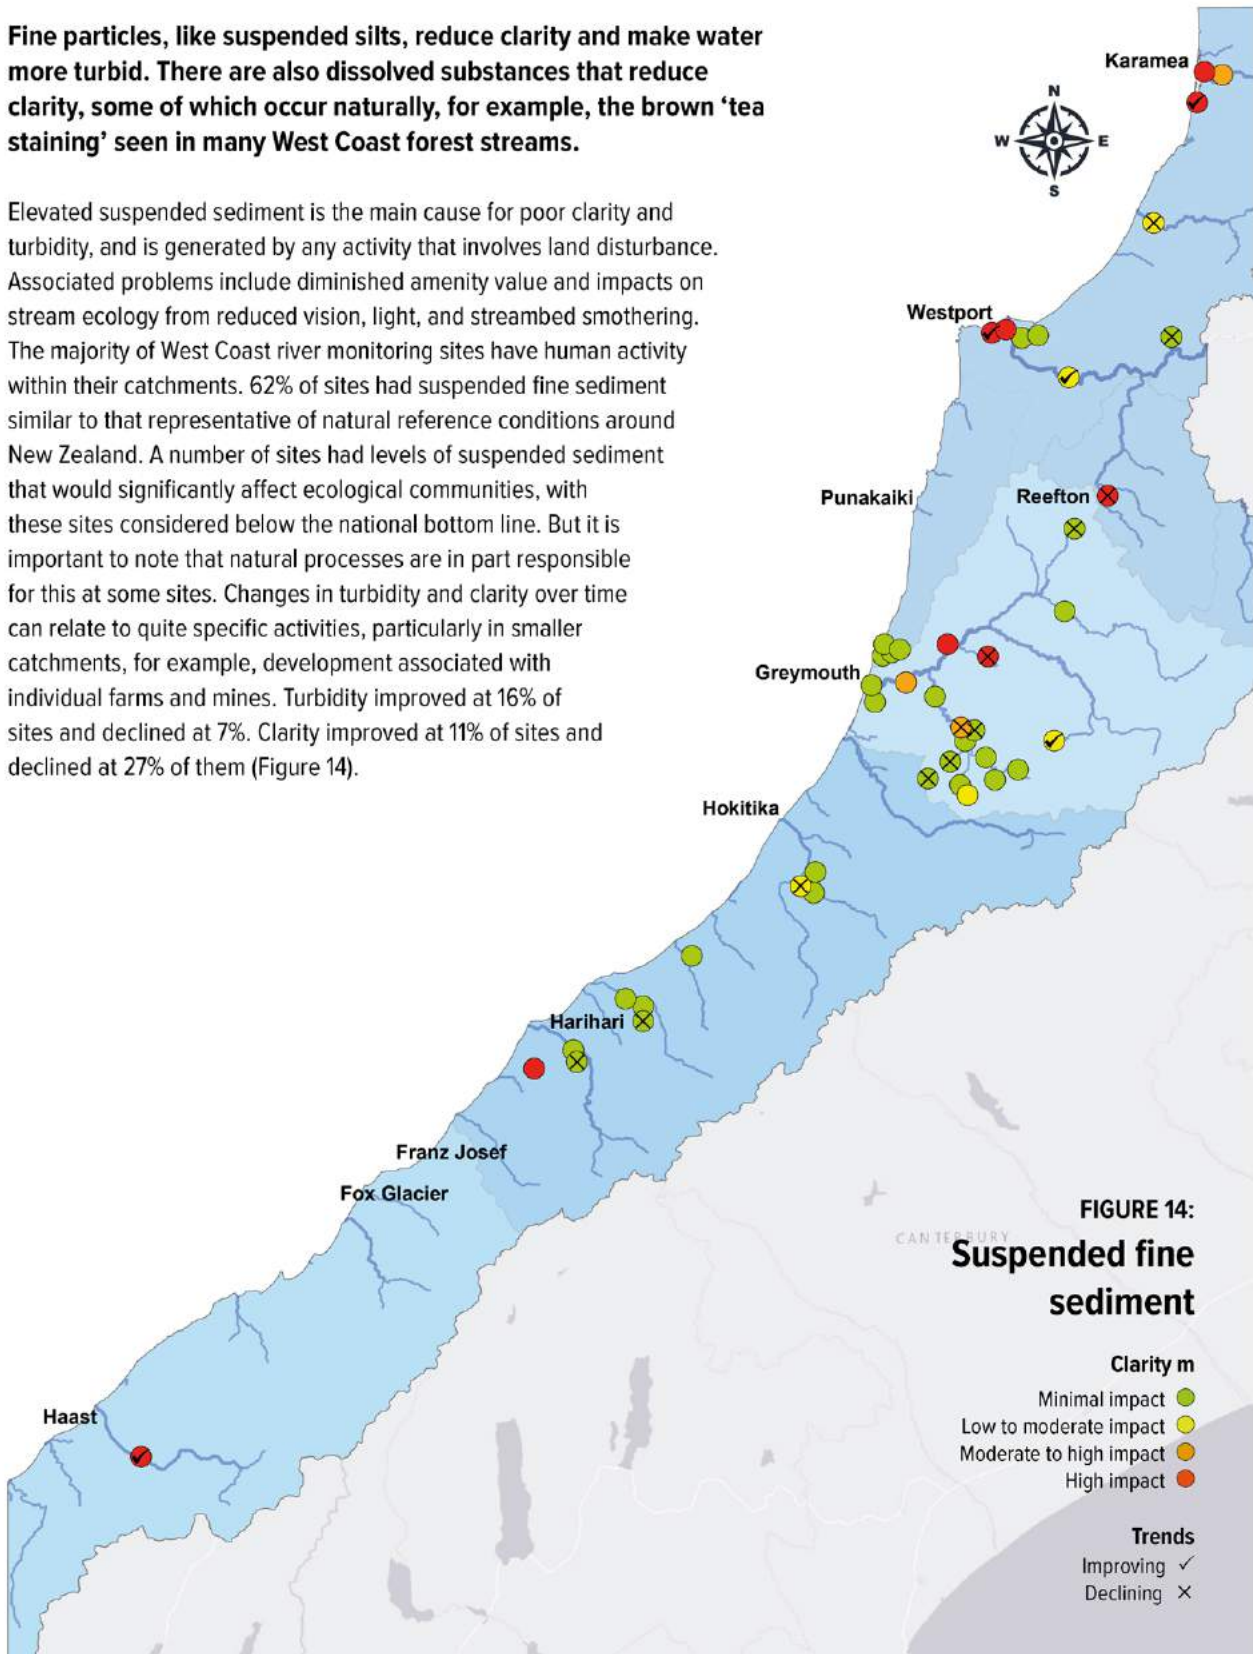 Fine particles, like suspended silts, reduce clarity and make water
more turbid. There are also dissolved substances that reduce
clarity, some of which occur naturally, for example, the brown ‘tea
staining’ seen in many West Coast forest streams.
Elevated suspended sediment is the main cause for poor clarity and
turbidity, and is generated by any activity that involves land disturbance.
Associated problems include diminished amenity value and impacts on
stream ecology from reduced vision, light, and streambed smothering.
The majority of West Coast river monitoring sites have human activity
within their catchments. 62% of sites had suspended fine sediment
similar to that representative of natural reference conditions around
New Zealand. A number of sites had levels of suspended sediment
that would significantly affect ecological communities, with
these sites considered below the national bottom line. But it is
important to note that natural processes are in part responsible
for this at some sites. Changes in turbidity and clarity over time
can relate to quite specific activities, particularly in smaller
catchments, for example, development associated with
individual farms and mines. Turbidity improved at 16% of
sites and declined at 7%. Clarity improved at 11% of sites and
declined at 27% of them (Figure 14).
Karamea
N
W E
S
Westport
Punakaiki
Reefton
Greymouth
Hokitika
Harihari
Franz Josef
Fox Glacier
Haast
CANTERBURY
FIGURE 14:
Suspended fine
sediment
Clarity m
Minimal impact
Low to moderate impact
Moderate to high impact
High impact
Trends
Improving ✓
Declining ×